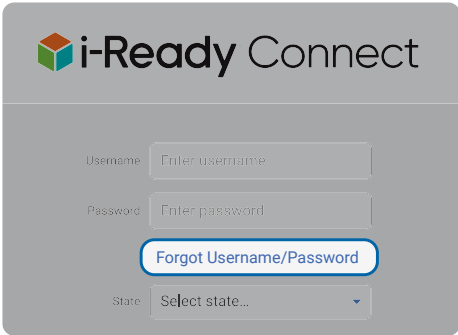 i-Ready Connect
Username Enter username
Password Enter password
Forgot Username/Password
State Select state...